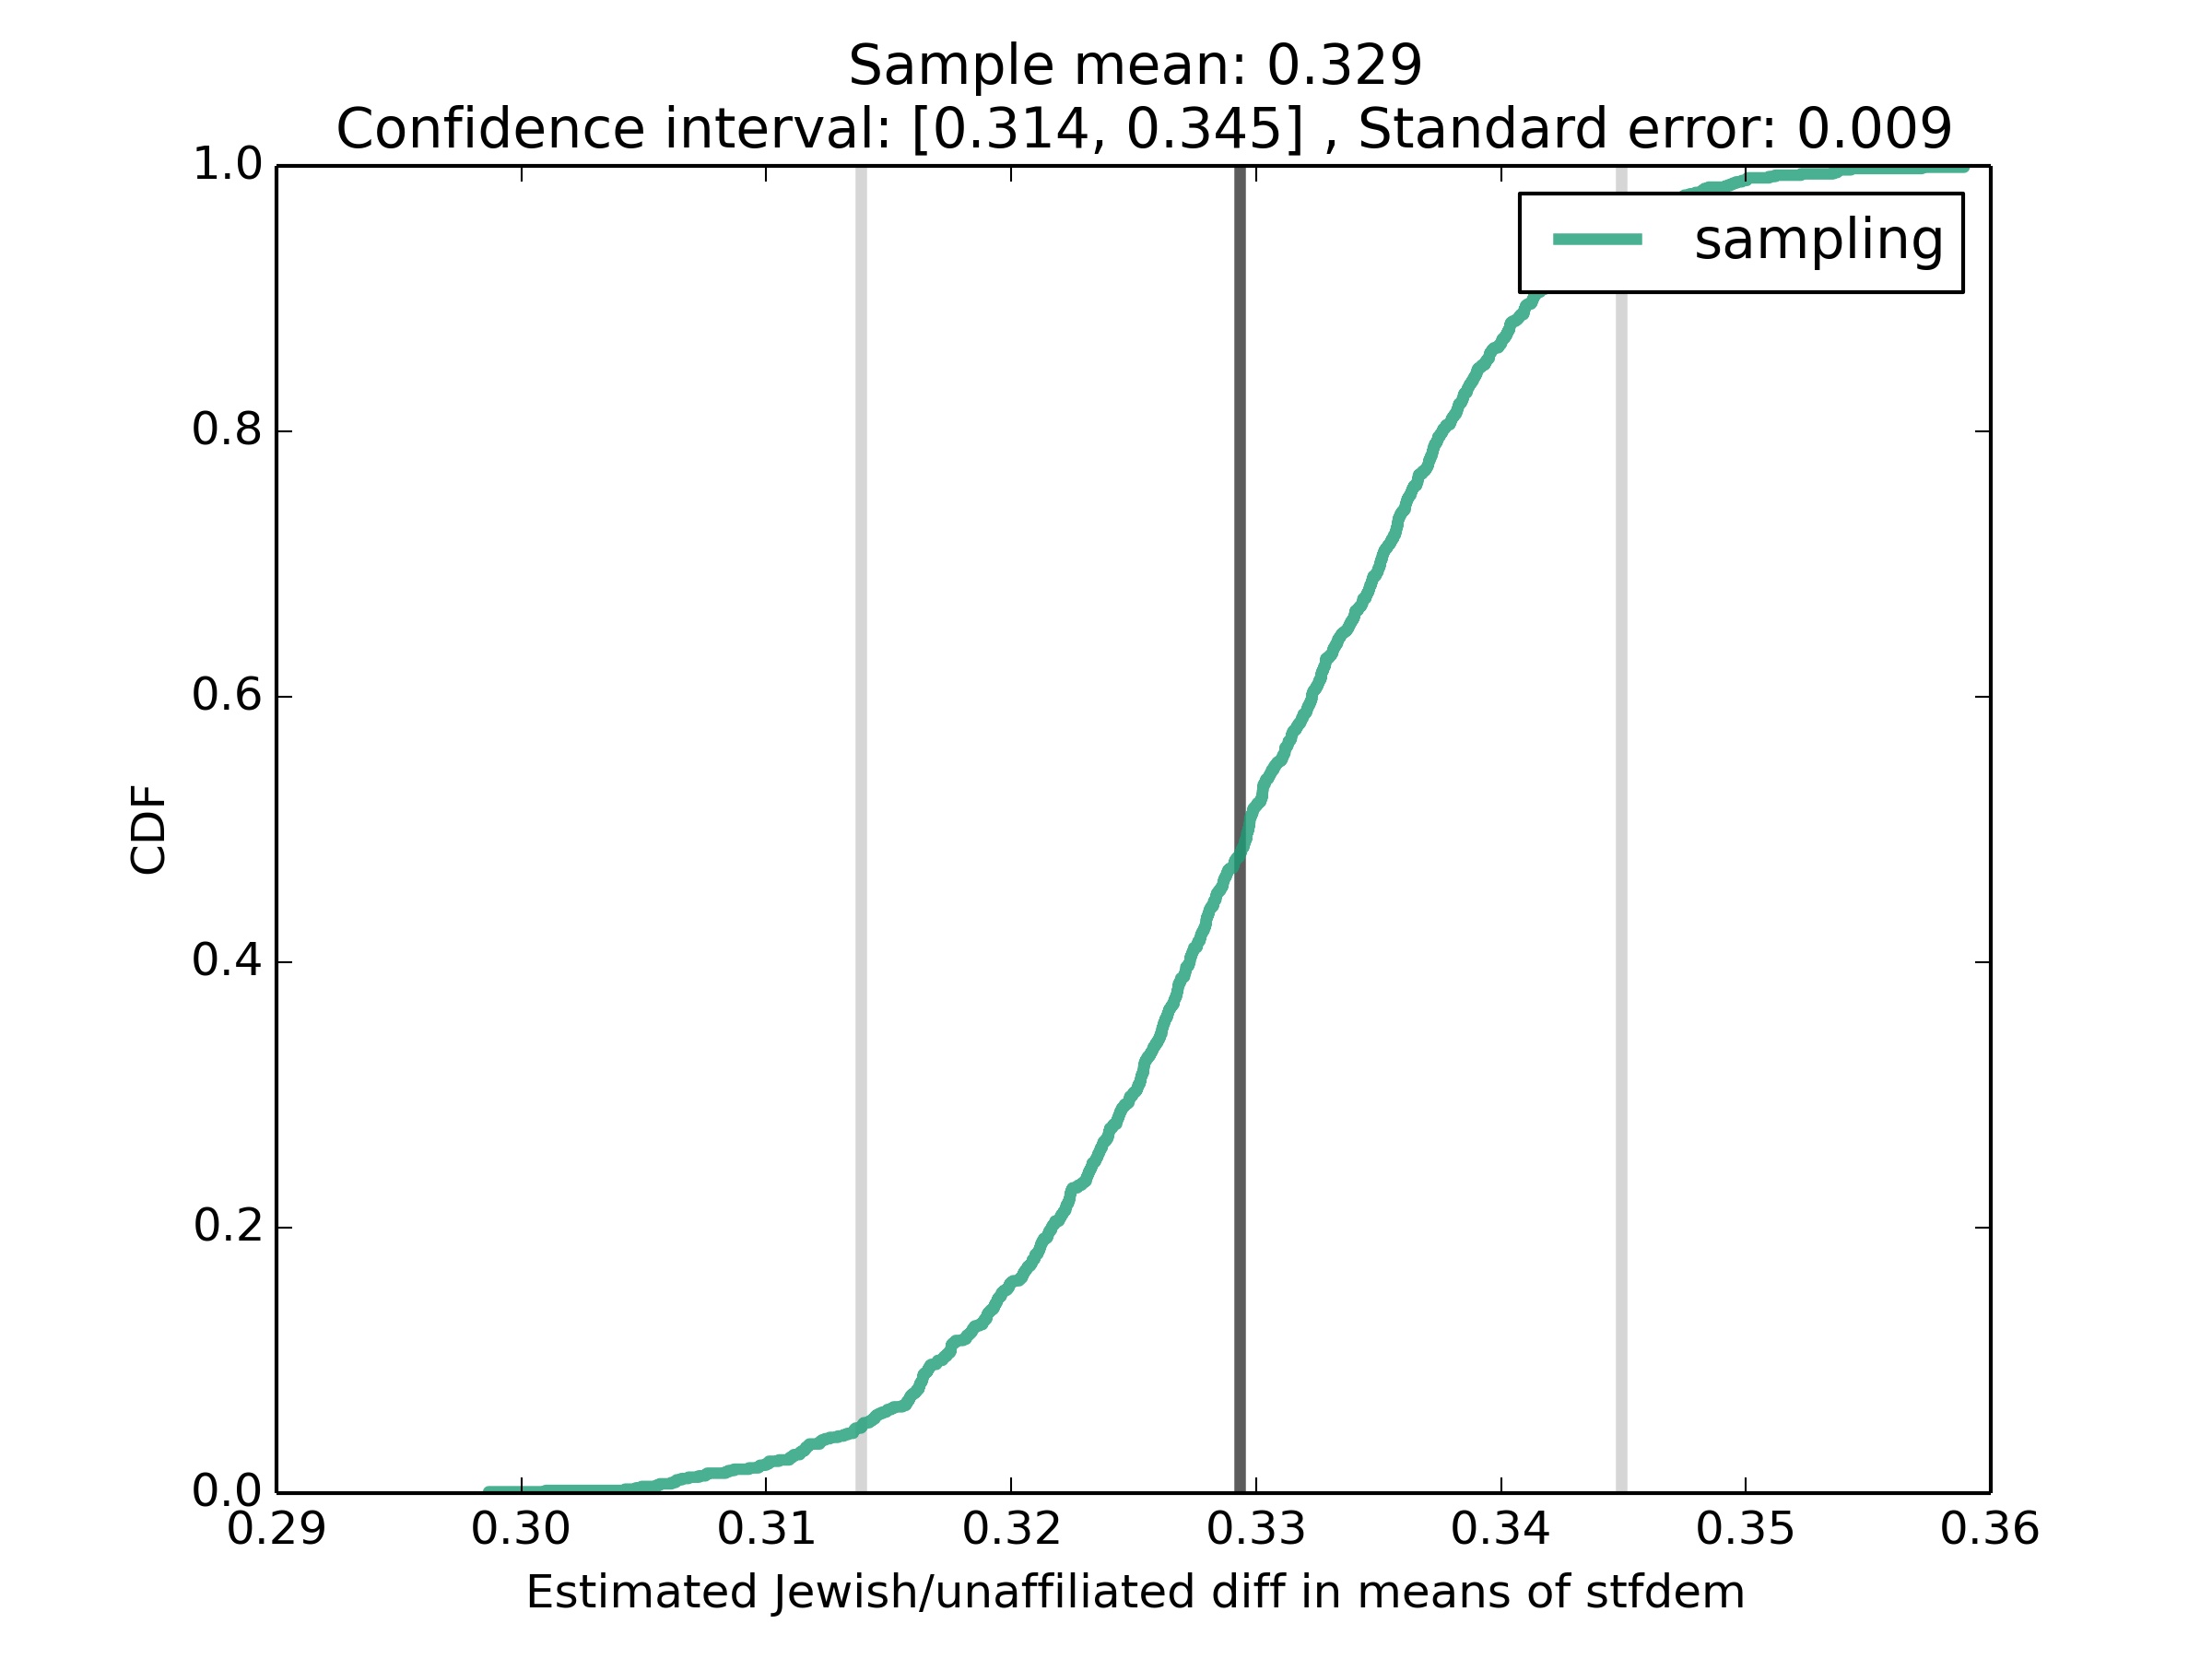 Sample mean: 0.329
Confidence interval: [0.314, 0.345] , Standard error: 0.009
1.0
sampling
0.8
0.6
CDF
0.4
0.2
0.0
0.29 0.30 0.31 0.32 0.33 0.34 0.35 0.36
Estimated Jewish/unaffiliated diff in means of stfdem